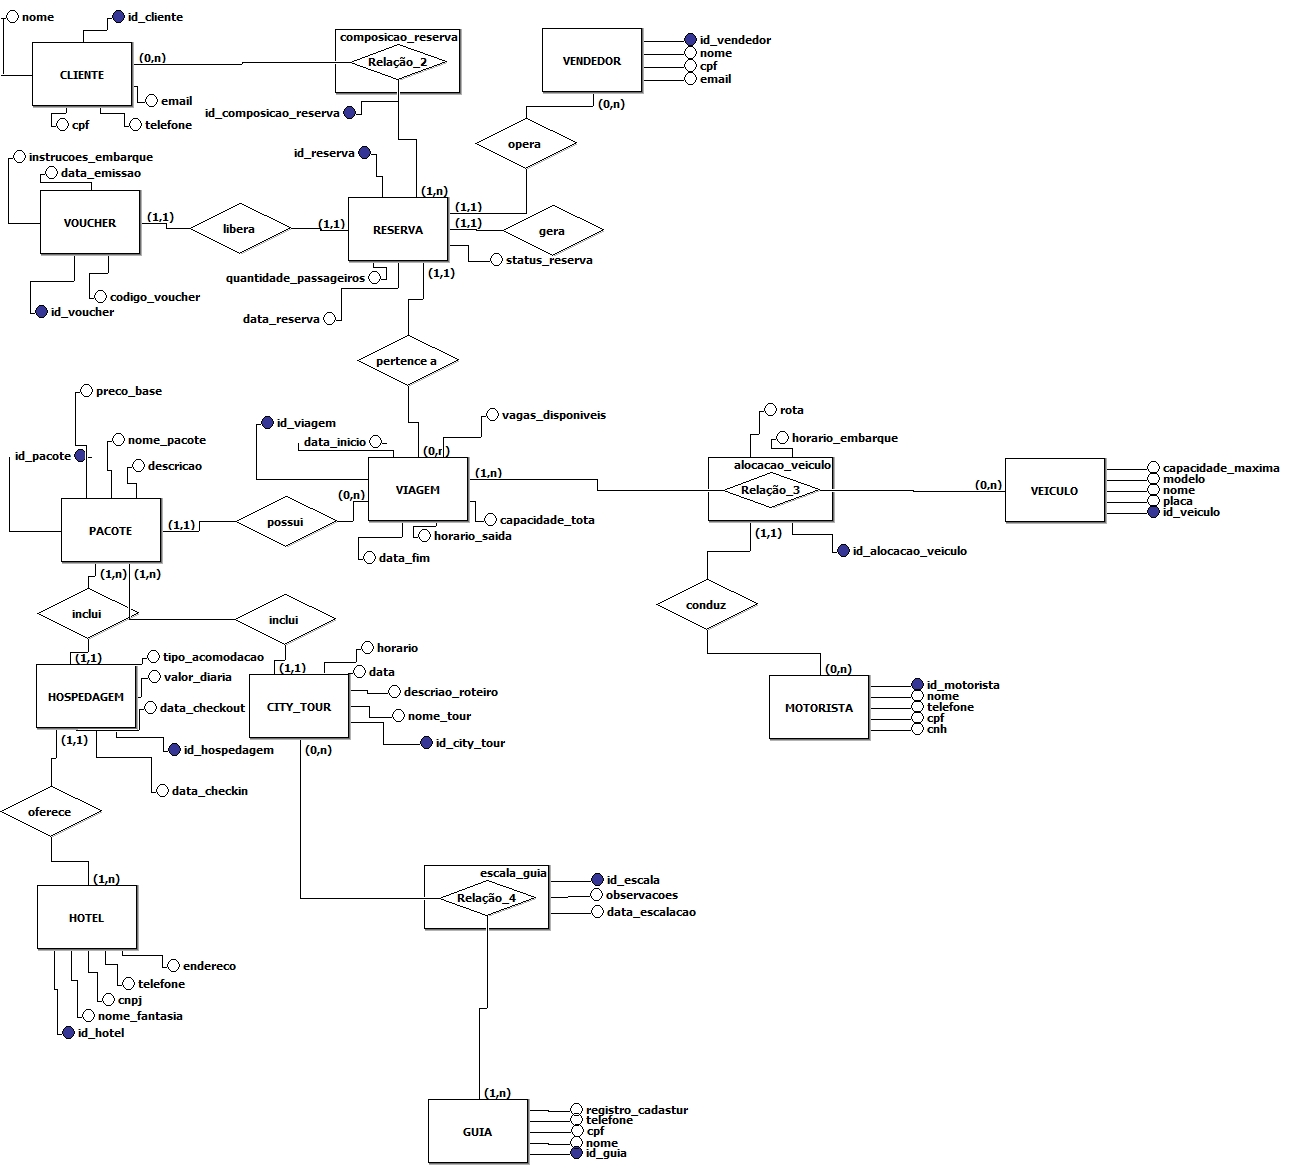 nome
id_cliente
CLIENTE
(0,n)
email
cpf
telefone
composicao_reserva
Relação_2
id_composicao_reserva
VENDEDOR
id_vendedor
nome
cpf
email
(0,n)
opera
instrucoes_embarque
data_emissao
VOUCHER
(1,1)
libera
(1,1)
codigo_voucher
id_voucher
id_reserva
(1,n)
RESERVA
(1,1)
(1,1)
gera
status_reserva
quantidade_passageiros
(1,1)
data_reserva
pertence a
preco_base
id_pacote
nome_pacote
descricao
PACOTE
(1,1)
possui
(0,n)
(1,n)
(1,n)
id_viagem
data_inicio
vagas_disponiveis
(0,n)
VIAGEM
(1,n)
capacidade_tota
horario_saida
data_fim
rota
horario_embarque
alocacao_veiculo
Relação_3
(1,1)
id_alocacao_veiculo
(0,n)
VEICULO
capacidade_maxima
modelo
nome
placa
id_veiculo
conduz
(0,n)
MOTORISTA
id_motorista
nome
telefone
cpf
cnh
inclui
inclui
(1,1)
tipo_acomodacao
HOSPEDAGEM
valor_diaria
data_checkout
(1,1)
id_hospedagem
data_checkin
(1,1)
horario
data
CITY_TOUR
descriao_roteiro
nome_tour
id_city_tour
(0,n)
oferece
(1,n)
HOTEL
endereco
telefone
cnpj
nome_fantasia
id_hotel
escala_guia
Relação_4
id_escala
observacoes
data_escalacao
(1,n)
GUIA
registro_cadastur
telefone
cpf
nome
id_guia